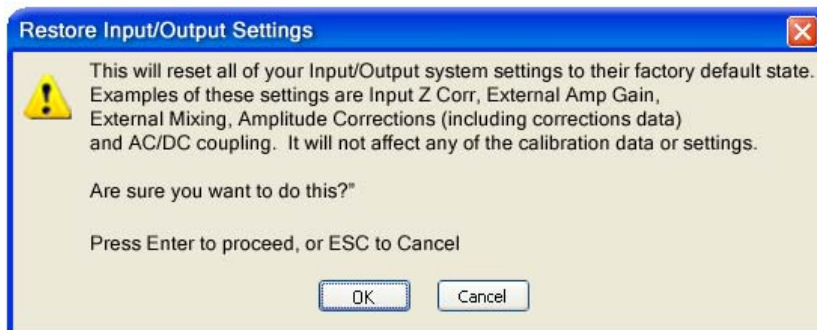 Restore Input/Output Settings
This will reset all of your Input/Output system settings to their factory default state.
Examples of these settings are Input Z Corr, External Amp Gain,
External Mixing, Amplitude Corrections (including corrections data)
and AC/DC coupling.  It will not affect any of the calibration data or settings.
Are sure you want to do this?"
Press Enter to proceed, or ESC to Cancel
OK
Cancel